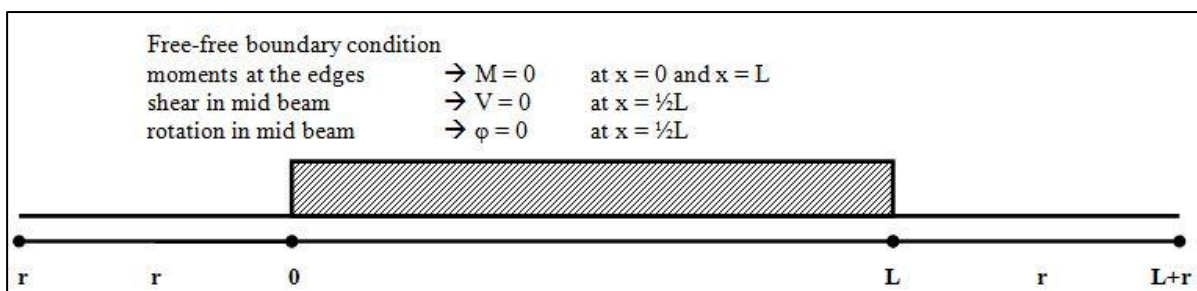 Free-free boundary condition
moments at the edges → M = 0 at x = 0 and x = L
shear in mid beam → V = 0 at x = ½L
rotation in mid beam → φ = 0 at x = ½L
r r 0 L r L+r